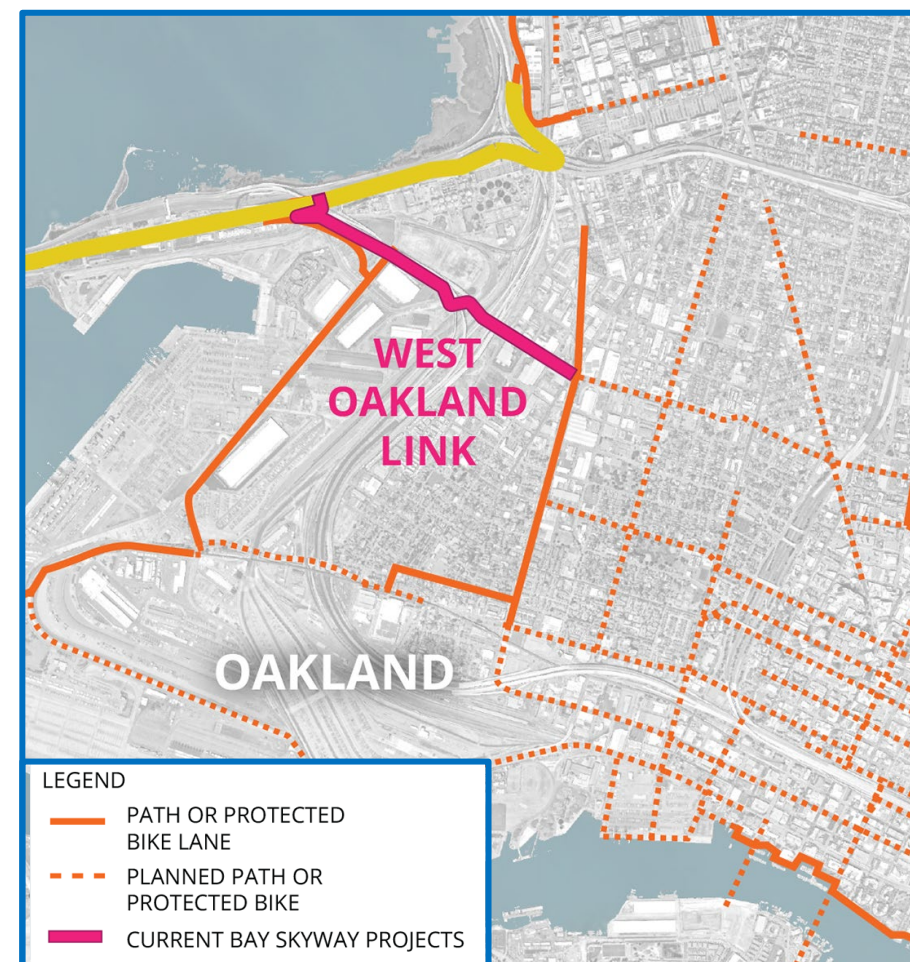 WEST
OAKLAND
LINK
OAKLAND
LEGEND
PATH OR PROTECTED
BIKE LANE
PLANNED PATH OR
PROTECTED BIKE
CURRENT BAY SKYWAY PROJECTS